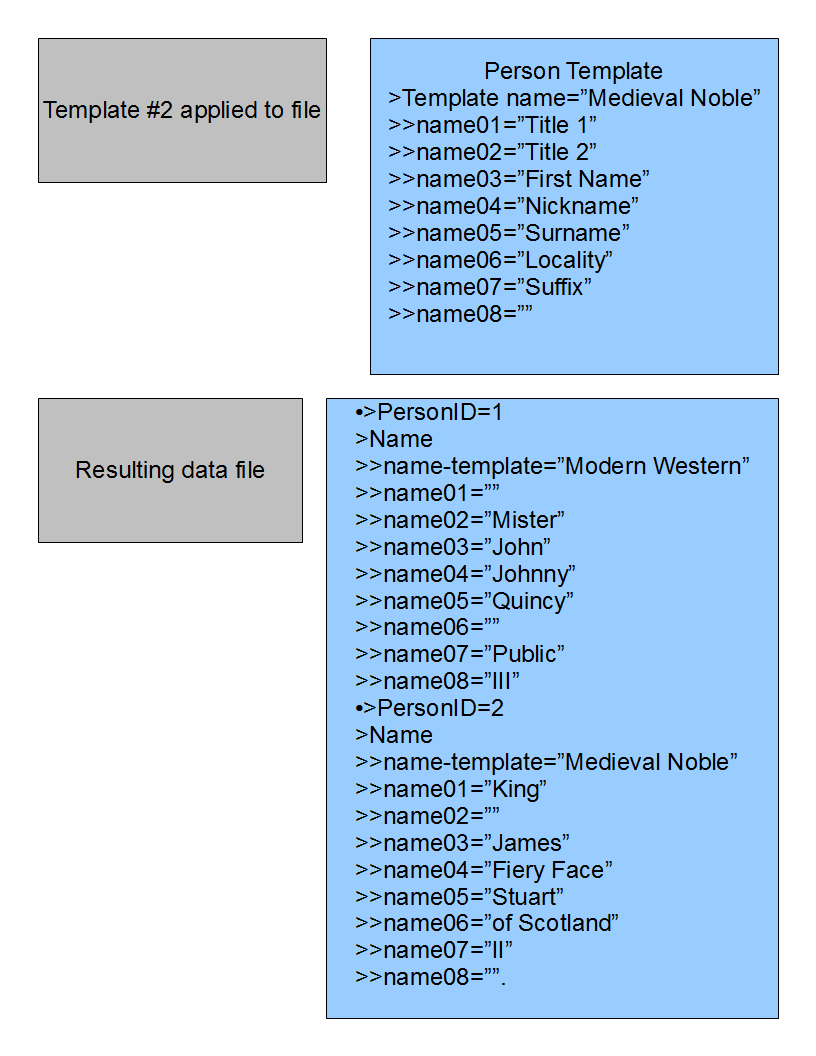 Template #2 applied to file
Person Template
>Template name=”Medieval Noble”
>>name01=”Title 1”
>>name02=”Title 2”
>>name03=”First Name”
>>name04=”Nickname”
>>name05=”Surname”
>>name06=”Locality”
>>name07=”Suffix”
>>name08=””
Resulting data file
•>PersonID=1
>Name
>>name-template=”Modern Western”
>>name01=””
>>name02=”Mister”
>>name03=”John”
>>name04=”Johnny”
>>name05=”Quincy”
>>name06=””
>>name07=”Public”
>>name08=”III”
•>PersonID=2
>Name
>>name-template=”Medieval Noble”
>>name01=”King”
>>name02=””
>>name03=”James”
>>name04=”Fiery Face”
>>name05=”Stuart”
>>name06=”of Scotland”
>>name07=”II”
>>name08=””.